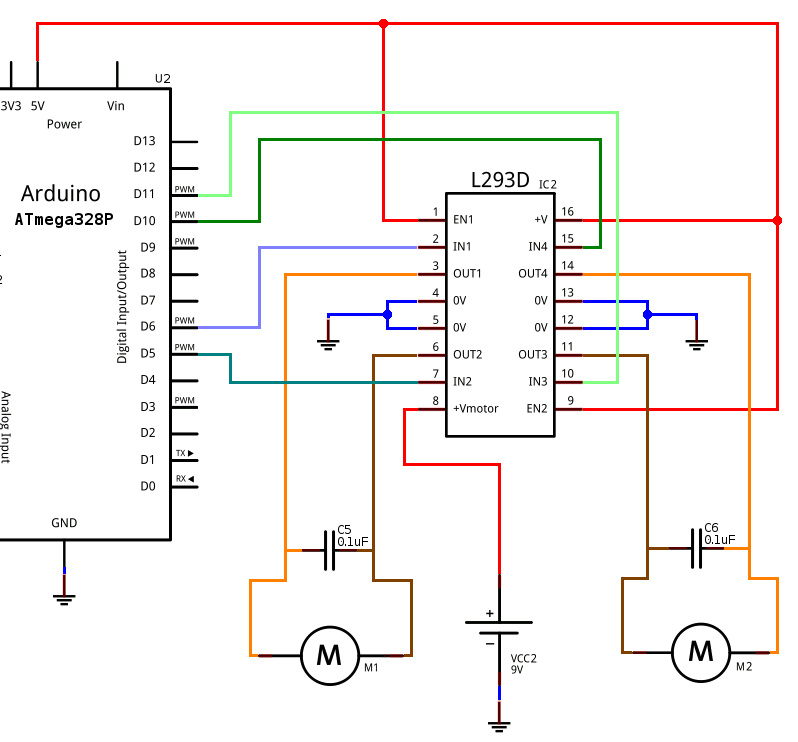 U2
3V3 5V Vin
Power
D13
D12
D11 PWM
D10 PWM
D9 PWM
D8
D7
D6 PWM
D5 PWM
D4
D3 PWM
D2
D1 TX ▶
D0 RX ◀
Arduino
ATmega328P
Digital Input/Output
Analog Input
GND
L293D IC2
1 EN1 +V 16
2 IN1 IN4 15
3 OUT1 OUT4 14
4 0V 0V 13
5 0V 0V 12
6 OUT2 OUT3 11
7 IN2 IN3 10
8 +Vmotor EN2 9
C5
0.1uF
C6
0.1uF
M M1
+
−
VCC2
9V
M M2